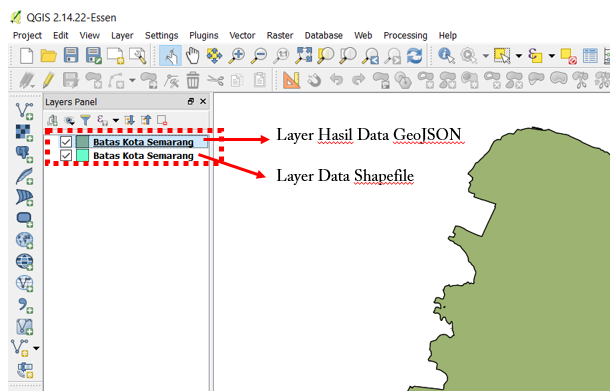 QGIS 2.14.22-Essen
Project Edit View Layer Settings Plugins Vector Raster Database Web Processing Help
Layers Panel
Batas Kota Semarang
Batas Kota Semarang
Layer Hasil Data GeoJSON
Layer Data Shapefile